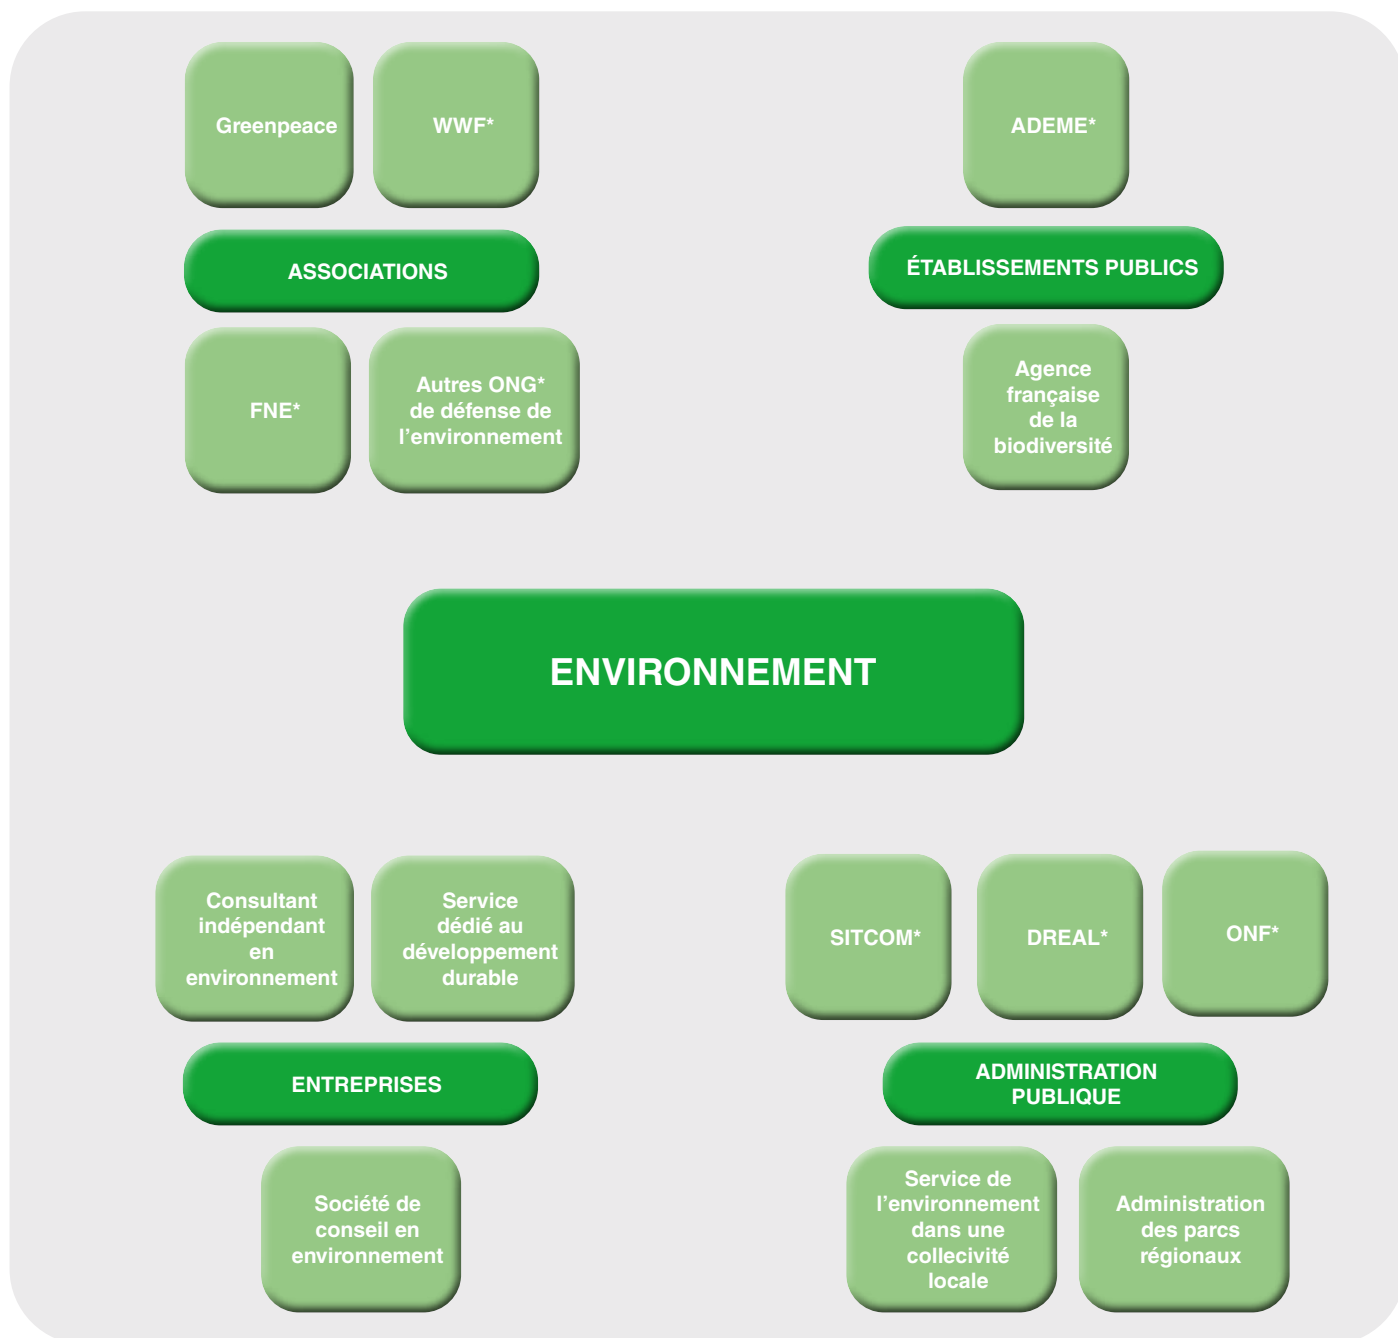 Greenpeace
WWF*
ASSOCIATIONS
FNE*
Autres ONG*
de défense de
l’environnement
ADEME*
ÉTABLISSEMENTS PUBLICS
Agence
française
de la
biodiversité
ENVIRONNEMENT
Consultant
indépendant
en
environnement
Service
dédié au
développement
durable
ENTREPRISES
Société de
conseil en
environnement
SITCOM*
DREAL*
ONF*
ADMINISTRATION
PUBLIQUE
Service de
l’environnement
dans une
collecivité
locale
Administration
des parcs
régionaux